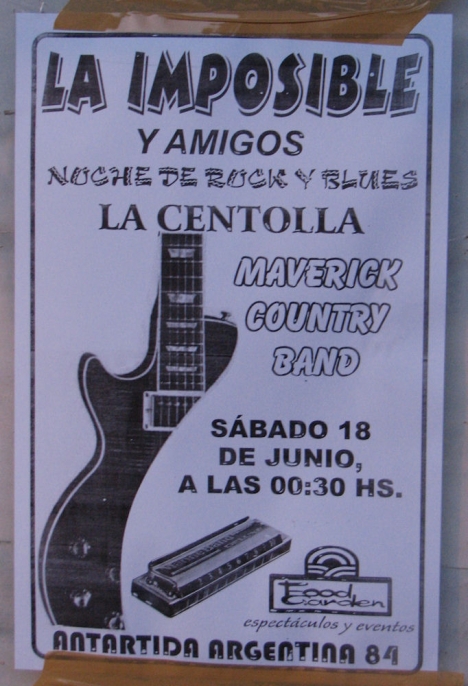 LA IMPOSIBLE
Y AMIGOS
NOCHE DE ROCK Y BLUES
LA CENTOLLA
MAVERICK
COUNTRY
BAND
SÁBADO 18
DE JUNIO,
A LAS 00:30 HS.
Food
Garden
espectáculos y eventos
ANTARTIDA ARGENTINA 84